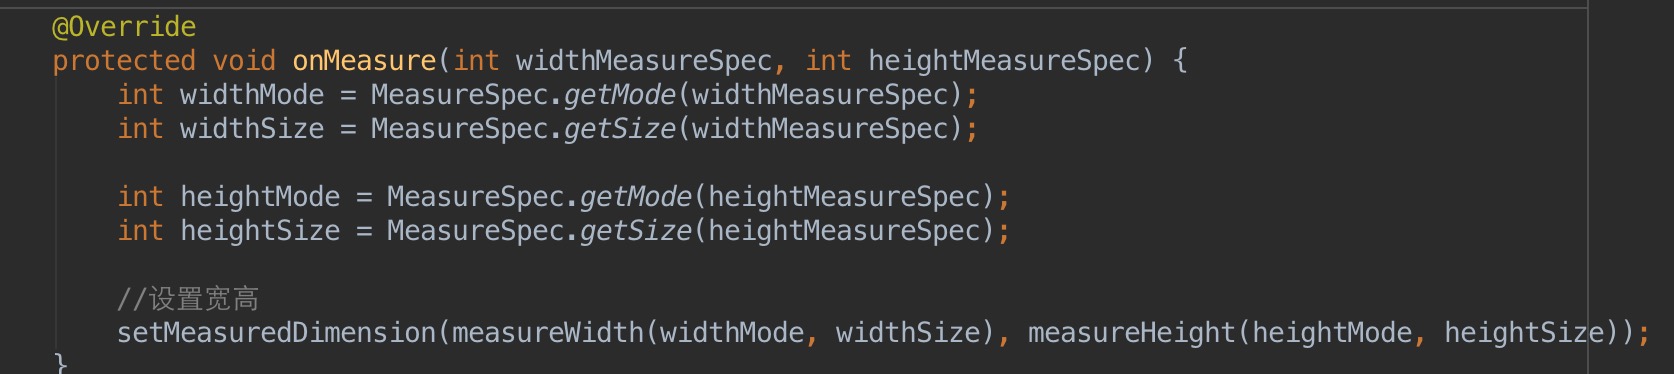 @Override
protected void onMeasure(int widthMeasureSpec, int heightMeasureSpec) {
int widthMode = MeasureSpec.getMode(widthMeasureSpec);
int widthSize = MeasureSpec.getSize(widthMeasureSpec);
int heightMode = MeasureSpec.getMode(heightMeasureSpec);
int heightSize = MeasureSpec.getSize(heightMeasureSpec);
//设置宽高
setMeasuredDimension(measureWidth(widthMode, widthSize), measureHeight(heightMode, heightSize));
}